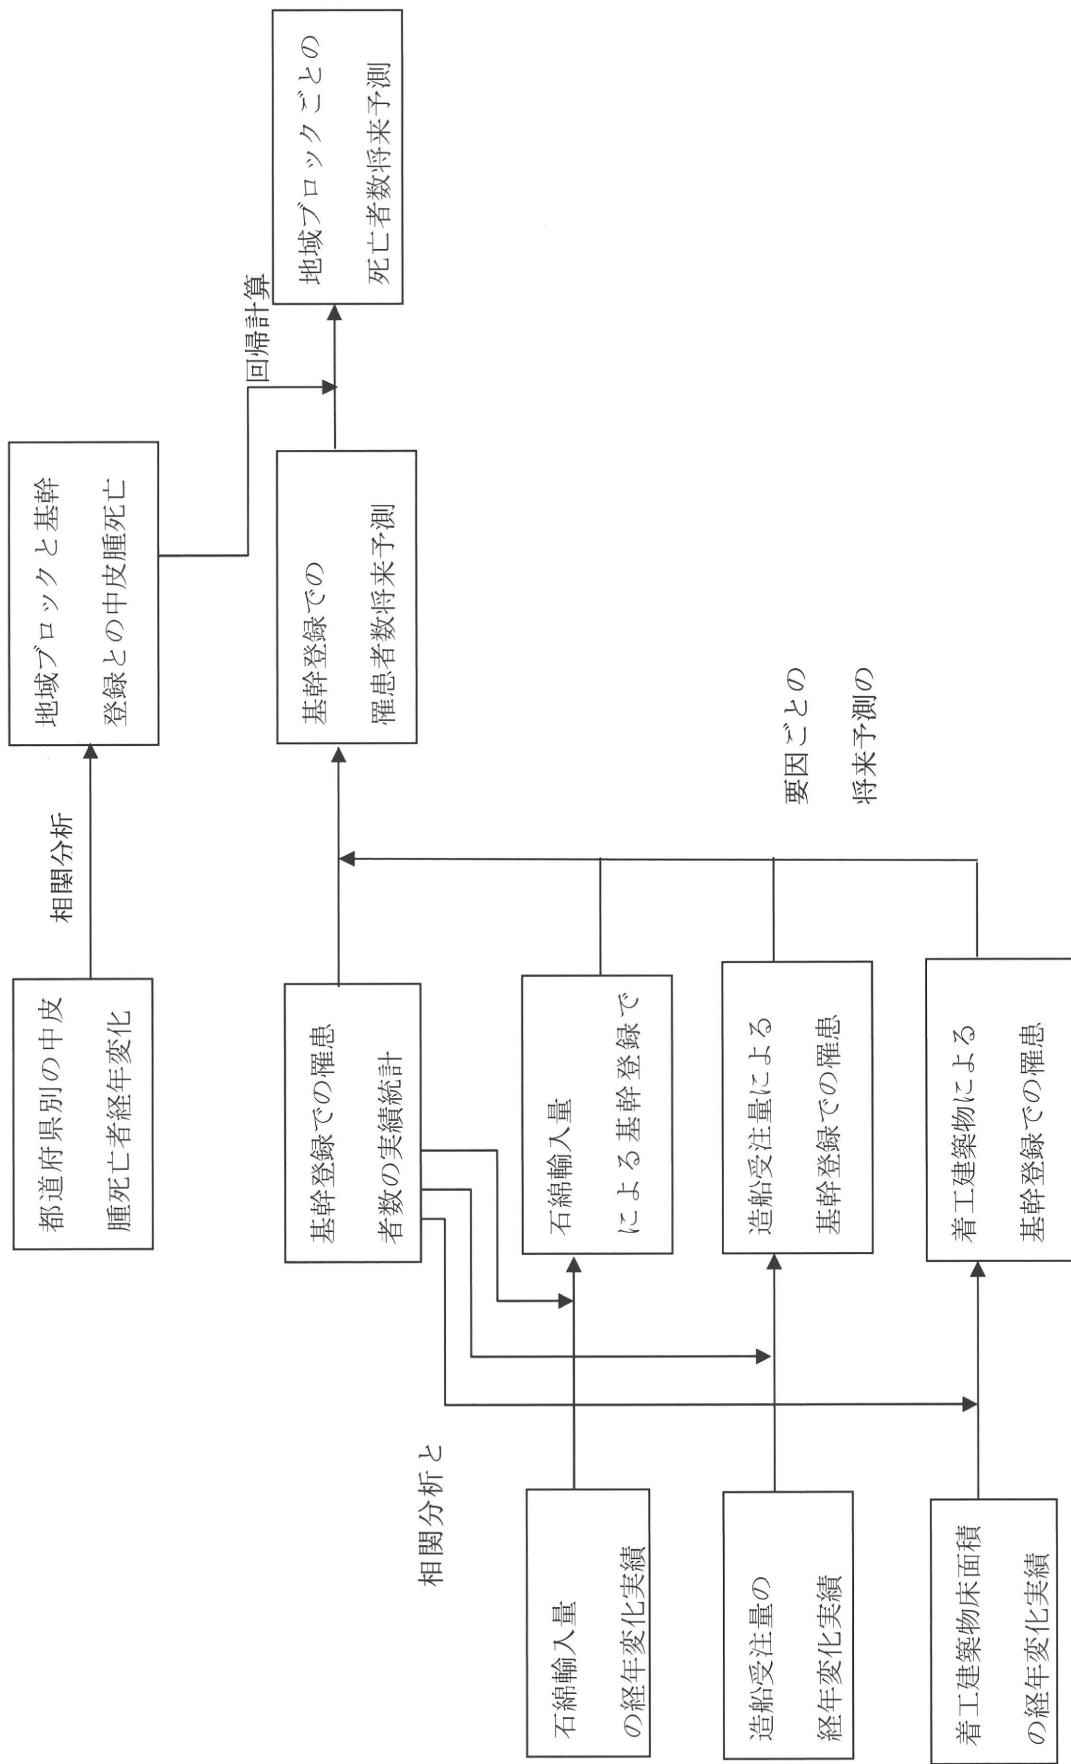 都道府県別の中皮
腫死亡者経年変化
相関分析
地域ブロックと基幹
登録との中皮腫死亡
回帰計算
基幹登録での罹患
者数の実績統計
基幹登録での
罹患者数将来予測
地域ブロックごとの
死亡者数将来予測
相関分析と
石綿輸入量
の経年変化実績
石綿輸入量
による基幹登録で
要因ごとの
将来予測の
造船受注量の
経年変化実績
造船受注量による
基幹登録での罹患
着工建築物床面積
の経年変化実績
着工建築物による
基幹登録での罹患